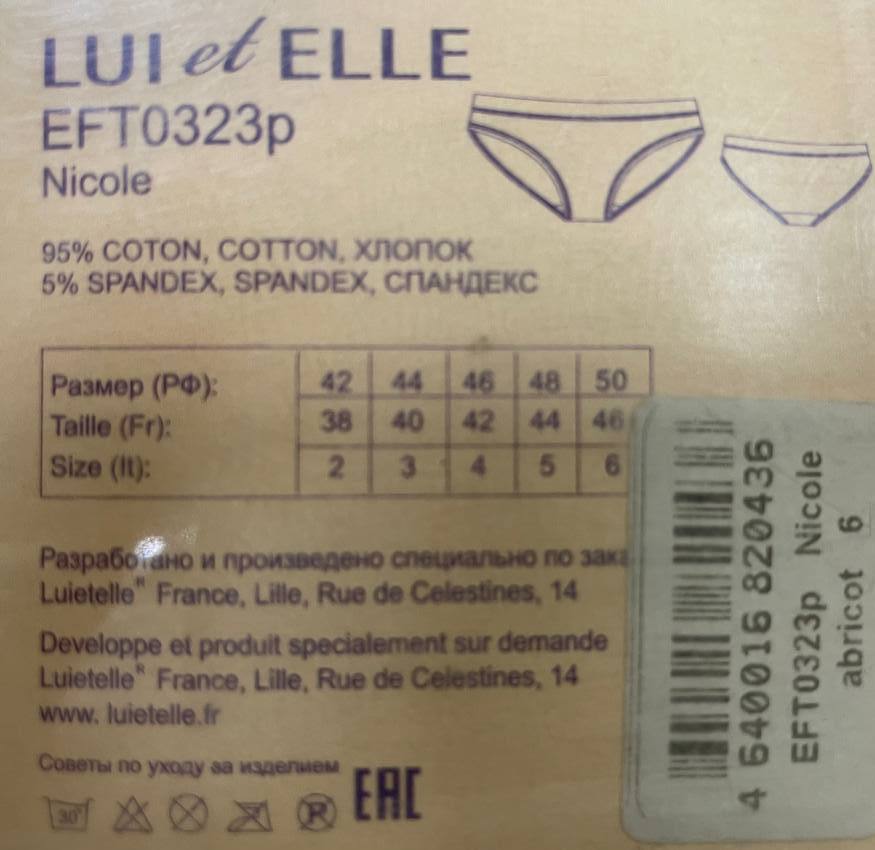 LUI et ELLE
EFT0323p
Nicole
95% COTON, COTTON, ХЛОПОК
5% SPANDEX, SPANDEX, СПАНДЕКС
Размер (РФ): 42 44 46 48 50
Taille (Fr): 38 40 42 44 46
Size (It): 2 3 4 5 6
Разработано и произведено специально по
Luietelle® France, Lille, Rue de Celestines, 14
Developpe et produit specialement sur demande
Luietelle® France, Lille, Rue de Celestines, 14
www. luietelle.fr
Советы по уходу за изделием
30° P EAC
4 640016 820436
EFT0323p Nicole
abricot 6